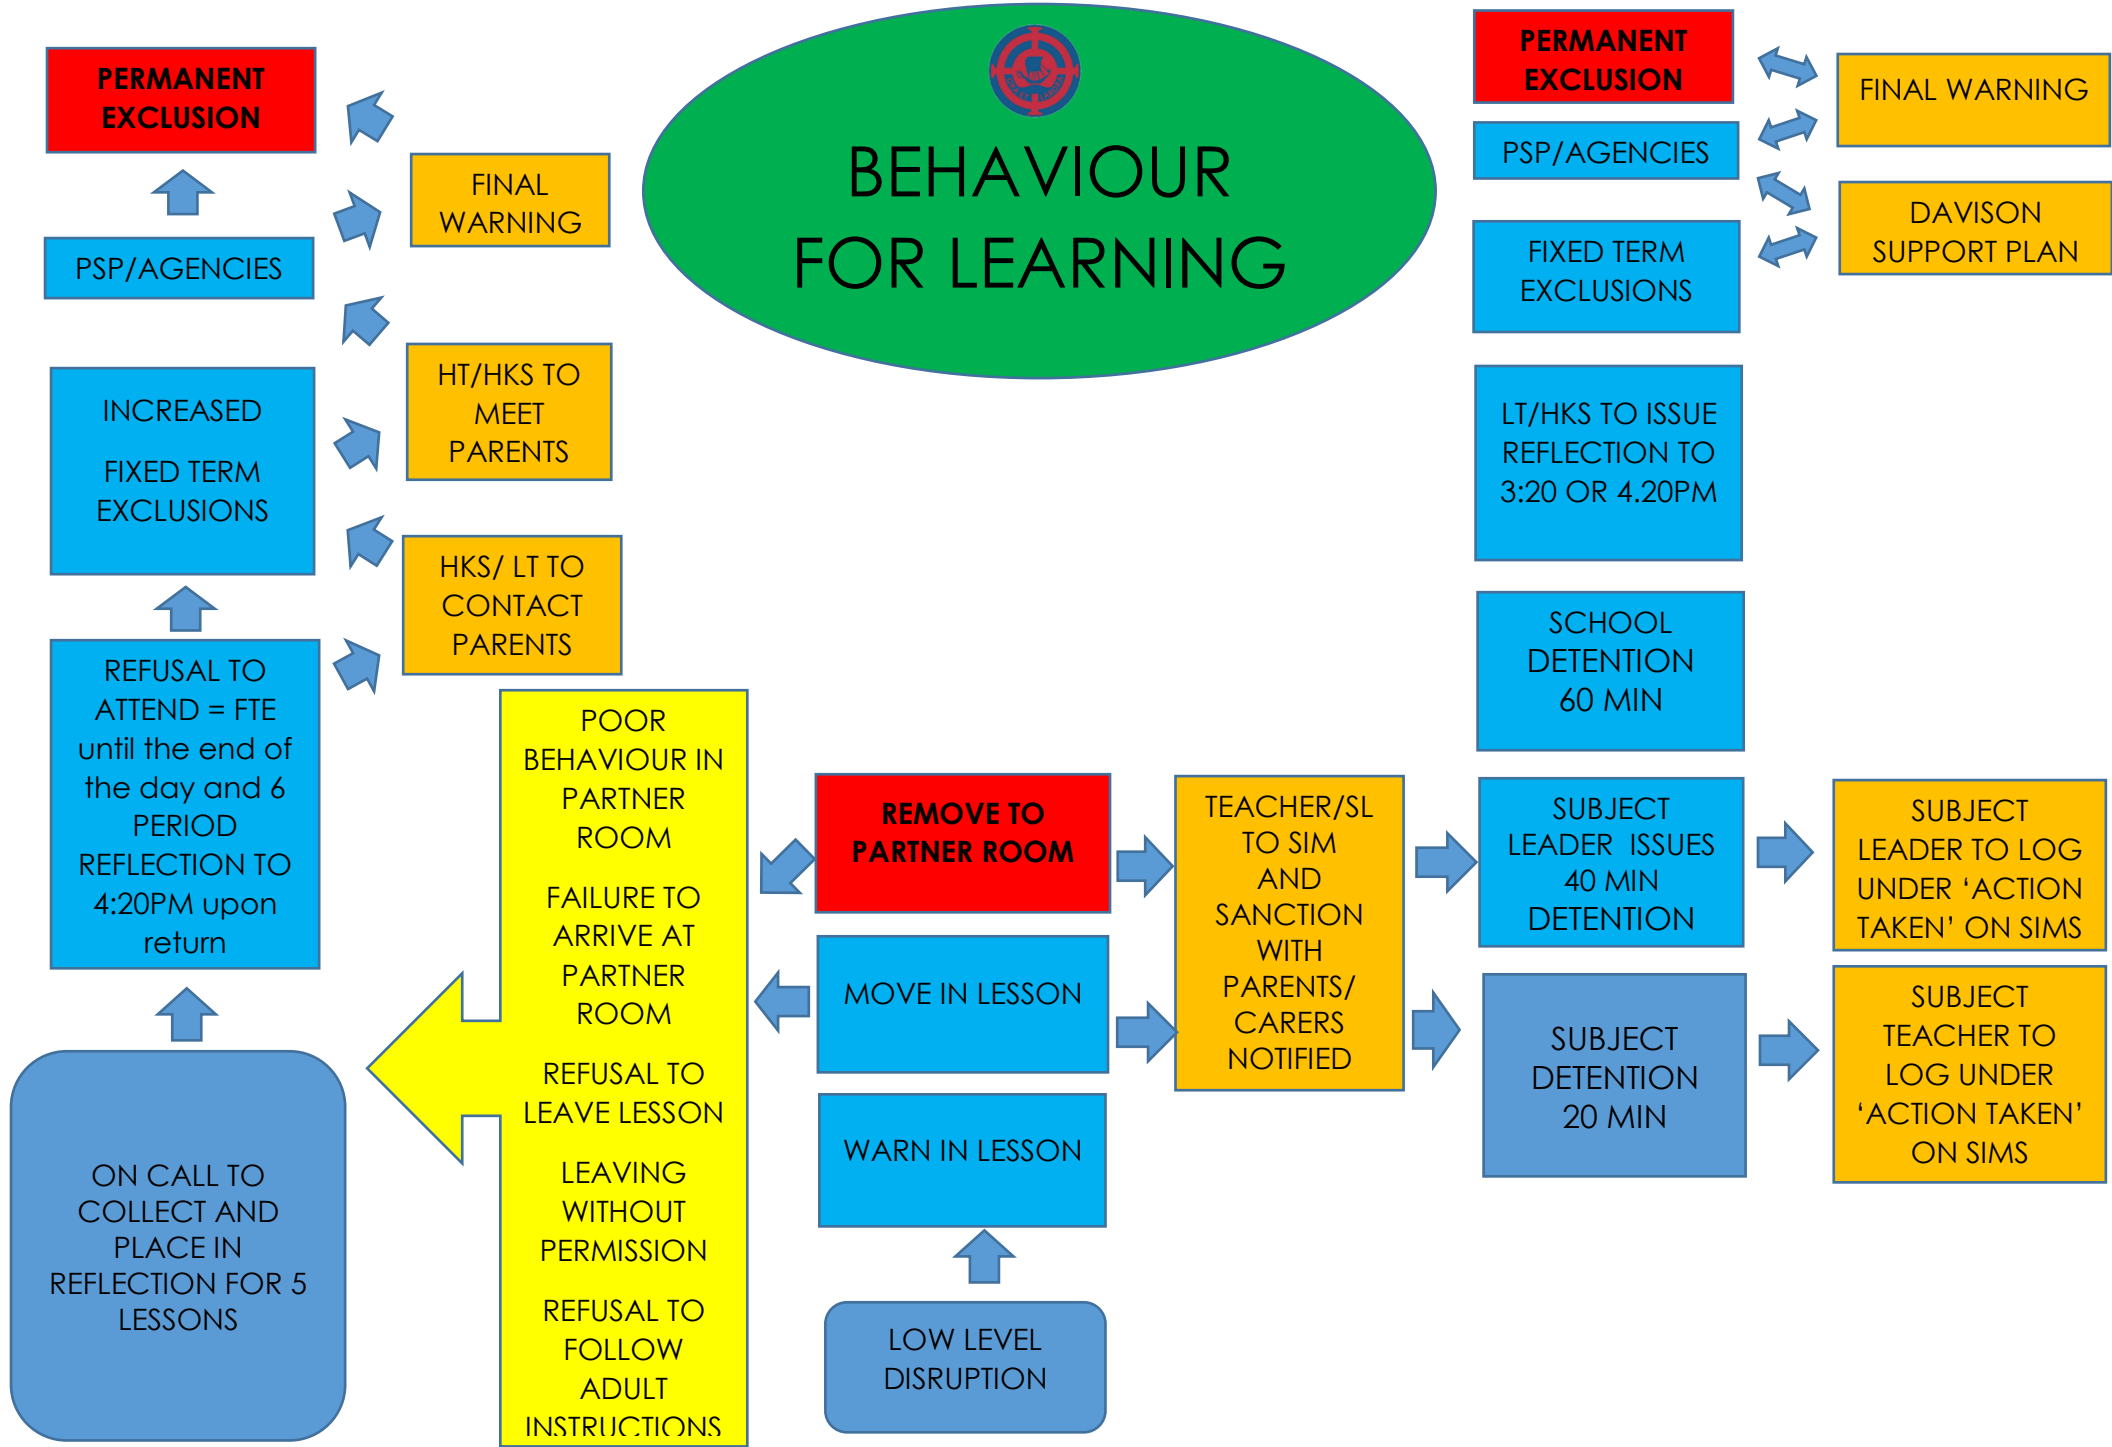 BEHAVIOUR
FOR LEARNING
PERMANENT
EXCLUSION
FINAL
WARNING
PSP/AGENCIES
HT/HKS TO
MEET
PARENTS
INCREASED
FIXED TERM
EXCLUSIONS
HKS/ LT TO
CONTACT
PARENTS
REFUSAL TO
ATTEND = FTE
until the end of
the day and 6
PERIOD
REFLECTION TO
4:20PM upon
return
ON CALL TO
COLLECT AND
PLACE IN
REFLECTION FOR 5
LESSONS
POOR
BEHAVIOUR IN
PARTNER
ROOM
FAILURE TO
ARRIVE AT
PARTNER
ROOM
REFUSAL TO
LEAVE LESSON
LEAVING
WITHOUT
PERMISSION
REFUSAL TO
FOLLOW
ADULT
INSTRUCTIONS
REMOVE TO
PARTNER ROOM
MOVE IN LESSON
WARN IN LESSON
LOW LEVEL
DISRUPTION
TEACHER/SL
TO SIM
AND
SANCTION
WITH
PARENTS/
CARERS
NOTIFIED
PERMANENT
EXCLUSION
FINAL WARNING
PSP/AGENCIES
DAVISON
SUPPORT PLAN
FIXED TERM
EXCLUSIONS
LT/HKS TO ISSUE
REFLECTION TO
3:20 OR 4.20PM
SCHOOL
DETENTION
60 MIN
SUBJECT
LEADER ISSUES
40 MIN
DETENTION
SUBJECT
LEADER TO LOG
UNDER ‘ACTION
TAKEN’ ON SIMS
SUBJECT
DETENTION
20 MIN
SUBJECT
TEACHER TO
LOG UNDER
‘ACTION TAKEN’
ON SIMS